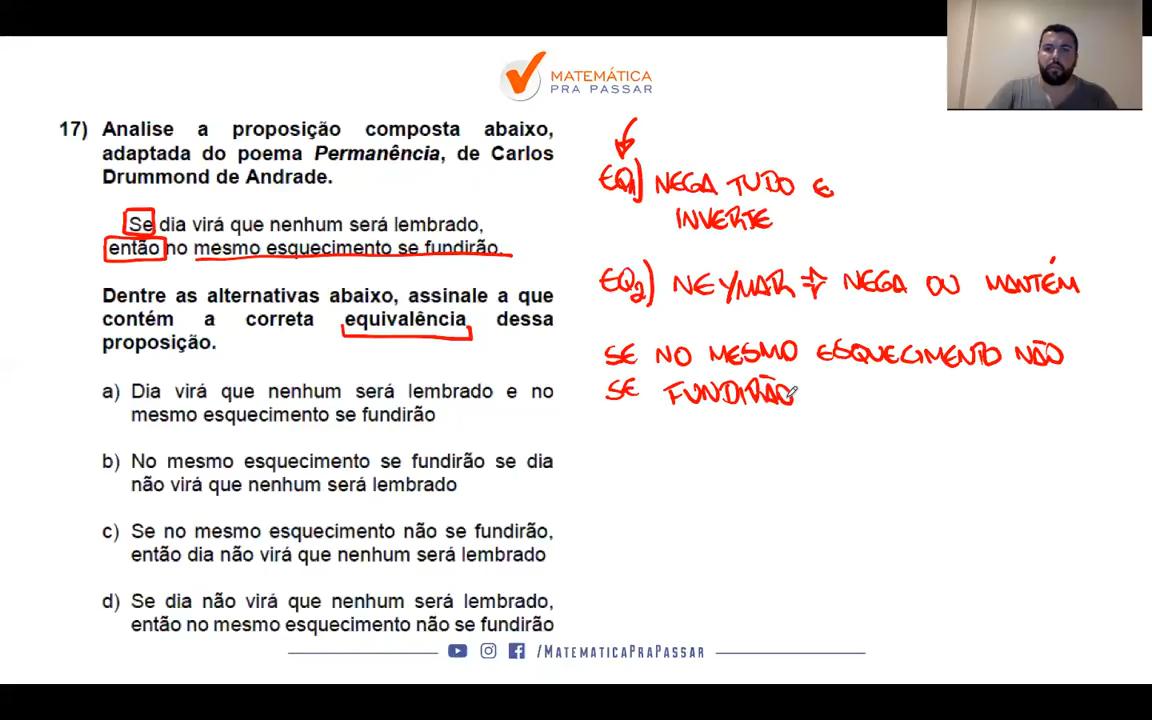 MATEMÁTICA
PRA PASSAR
17) Analise a proposição composta abaixo,
adaptada do poema Permanência, de Carlos
Drummond de Andrade.
Se dia virá que nenhum será lembrado,
então no mesmo esquecimento se fundirão.
Dentre as alternativas abaixo, assinale a que
contém a correta equivalência dessa
proposição.
a) Dia virá que nenhum será lembrado e no
mesmo esquecimento se fundirão
b) No mesmo esquecimento se fundirão se dia
não virá que nenhum será lembrado
c) Se no mesmo esquecimento não se fundirão,
então dia não virá que nenhum será lembrado
d) Se dia não virá que nenhum será lembrado,
então no mesmo esquecimento não se fundirão
EQ1) NEGA TUDO E
INVERTE
EQ2) NEYMAR → NEGA OU MANTÉM
SE NO MESMO ESQUECIMENTO NÃO
SE FUNDIRÃO
/MATEMATICAPRAPASSAR